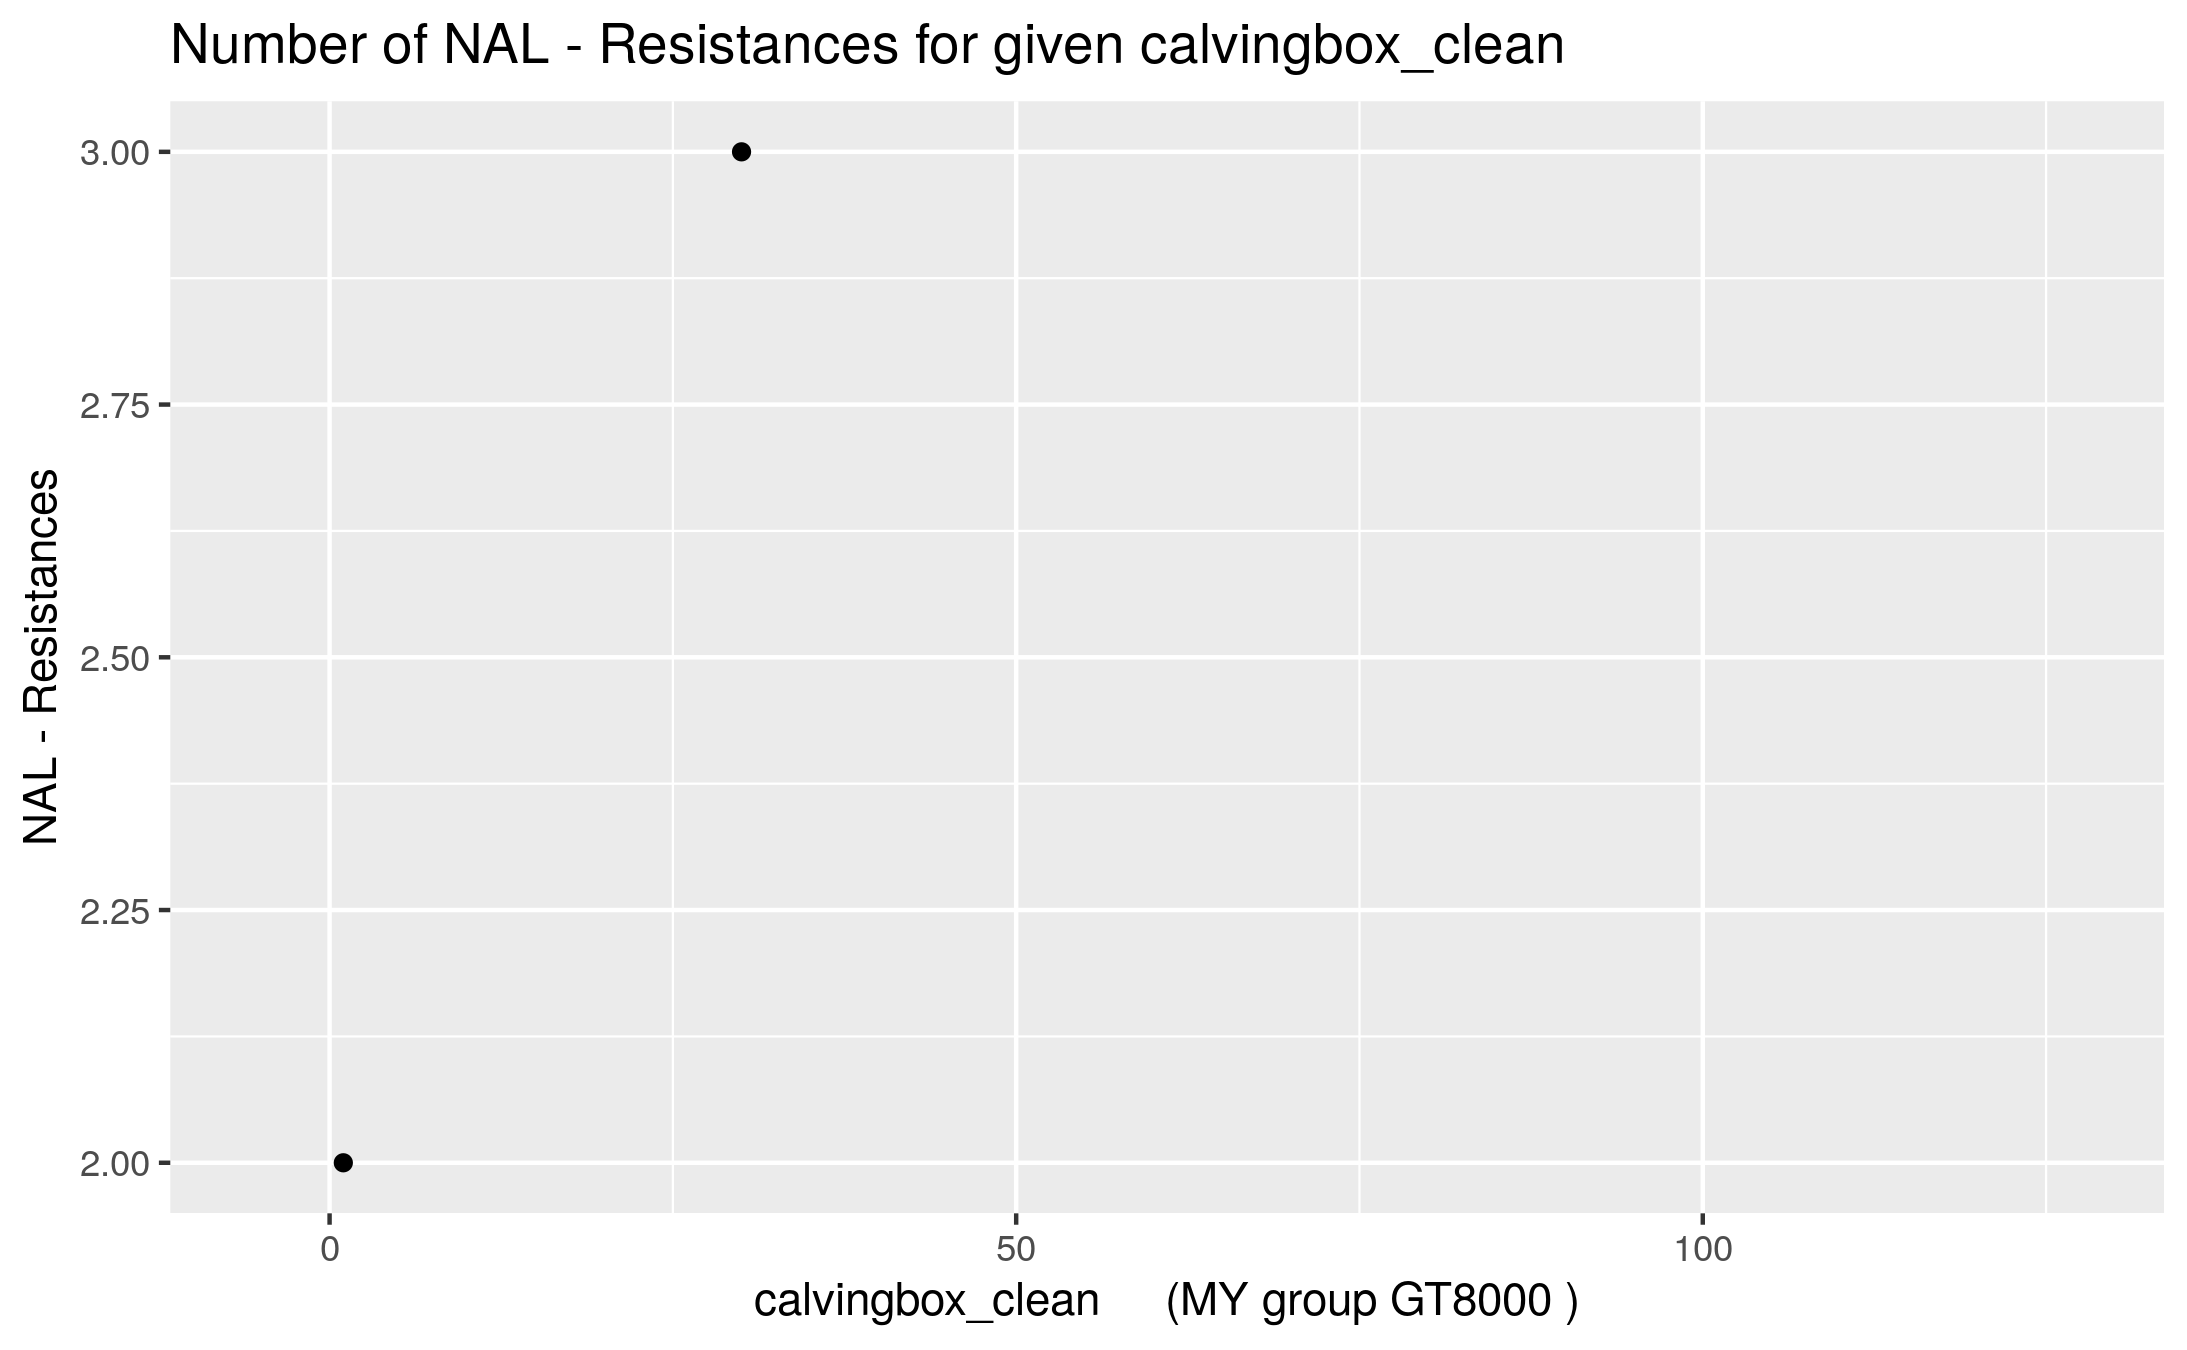 Number of NAL - Resistances for given calvingbox_clean
NAL - Resistances
3.00
2.75
2.50
2.25
2.00
0
50
100
calvingbox_clean     (MY group GT8000 )